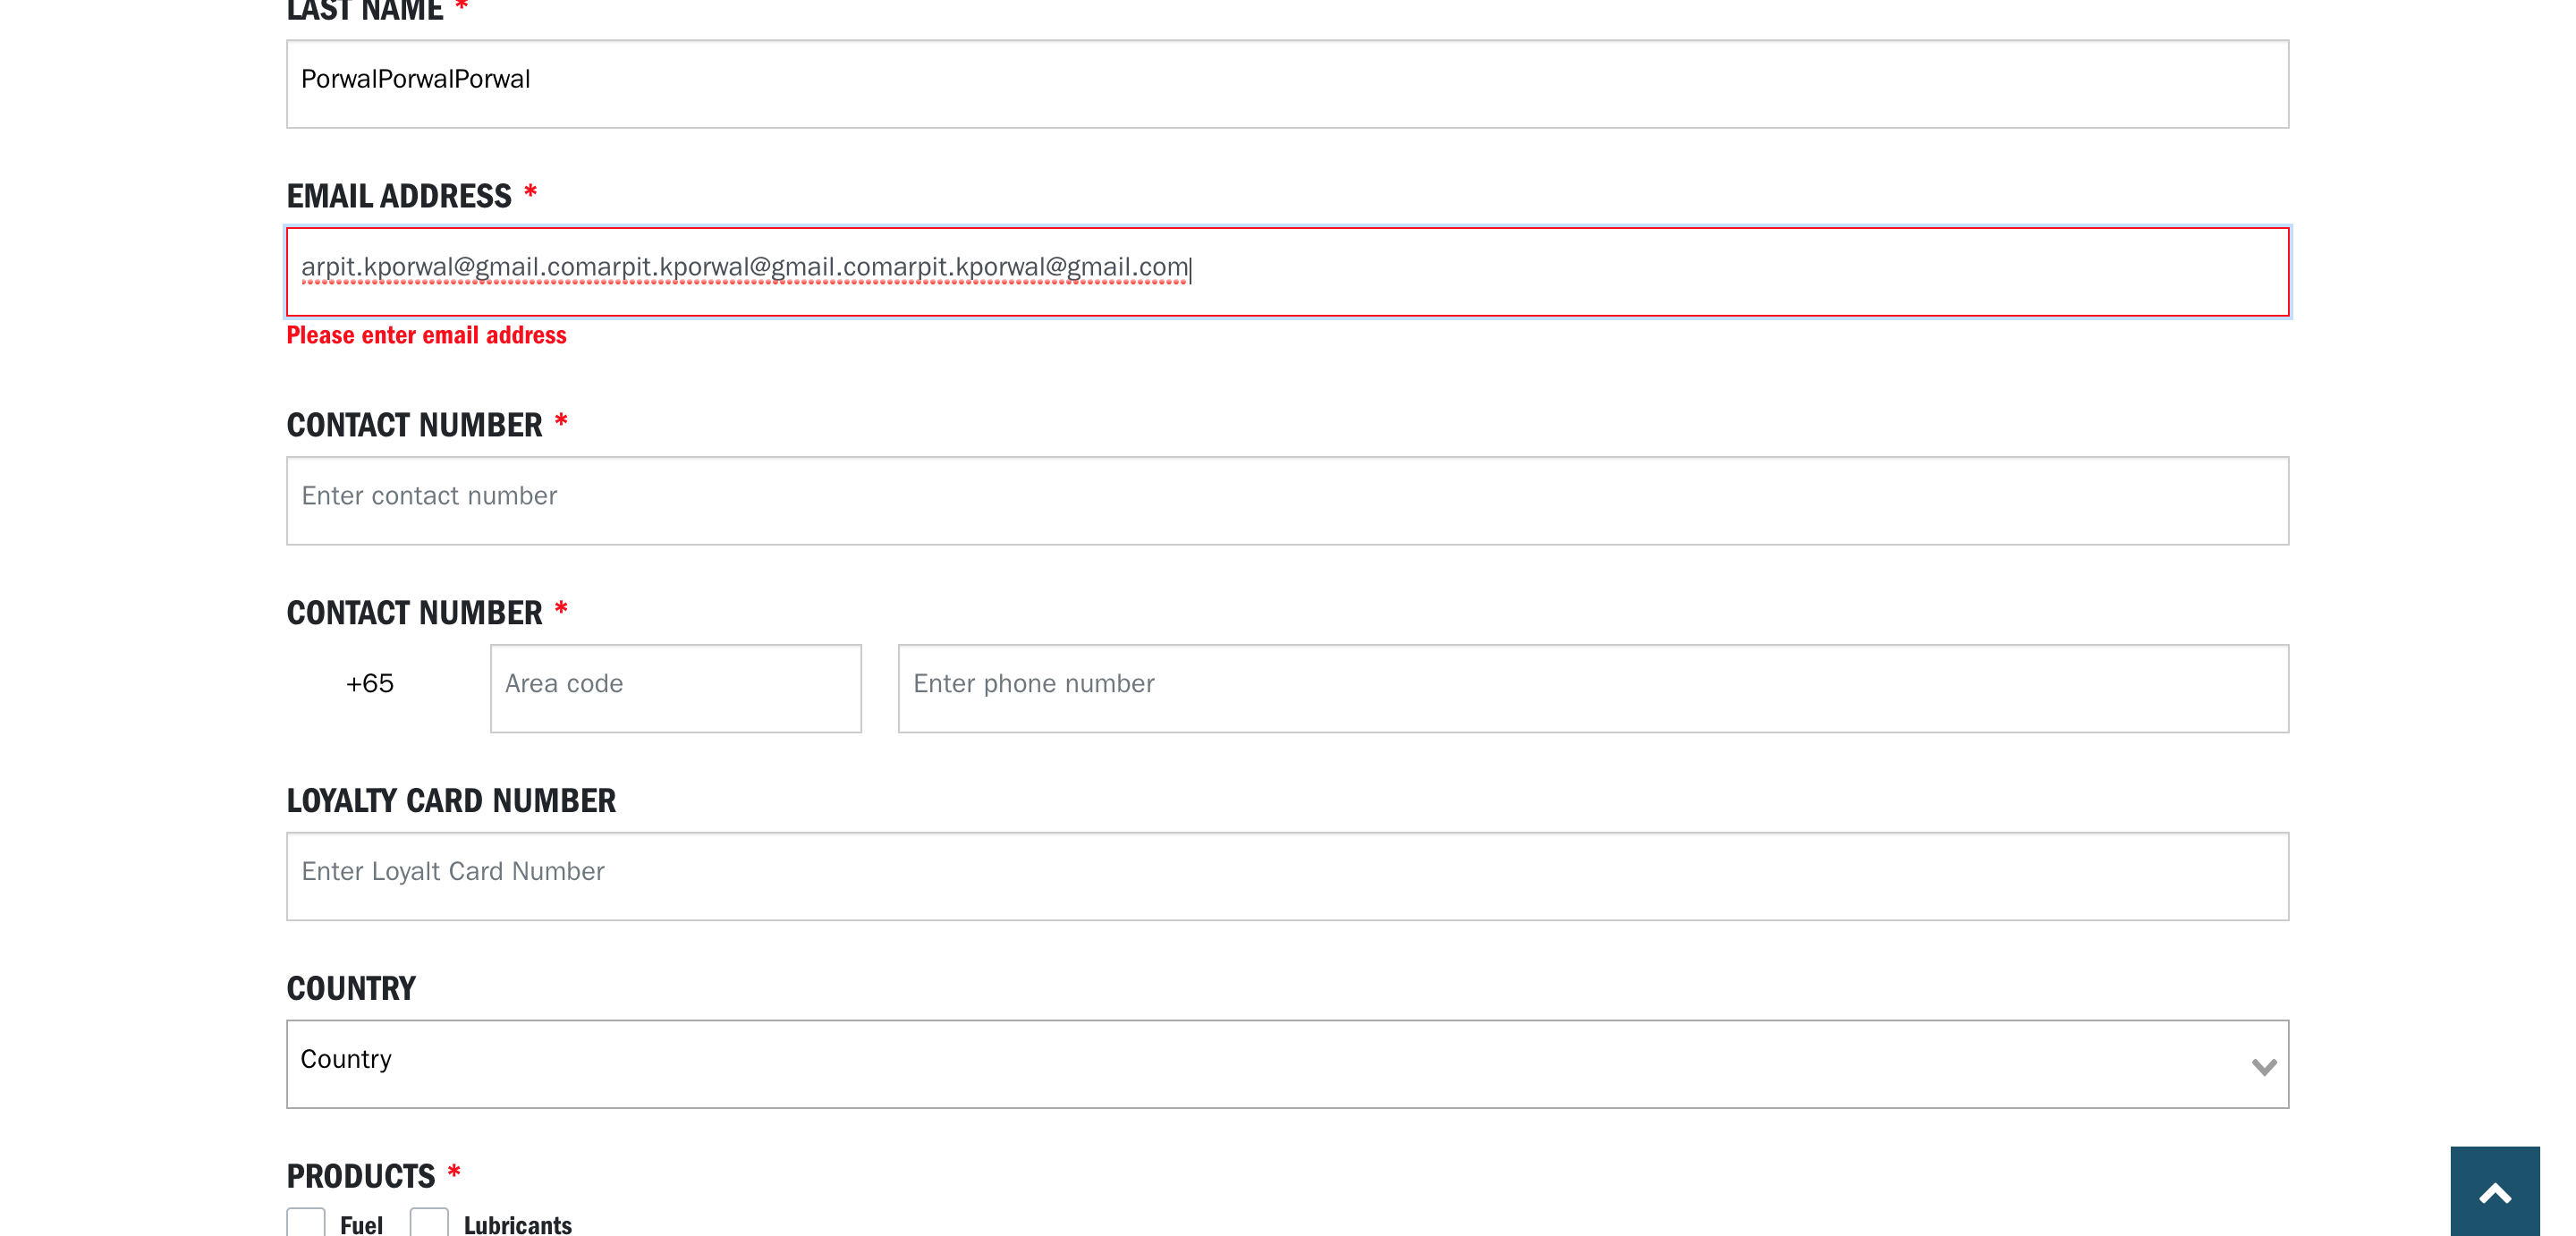 LAST NAME *
PorwalPorwalPorwal
EMAIL ADDRESS *
arpit.kporwal@gmail.comarpit.kporwal@gmail.comarpit.kporwal@gmail.com
Please enter email address
CONTACT NUMBER *
Enter contact number
CONTACT NUMBER *
+65 Area code Enter phone number
LOYALTY CARD NUMBER
Enter Loyalt Card Number
COUNTRY
Country
PRODUCTS *
Fuel Lubricants